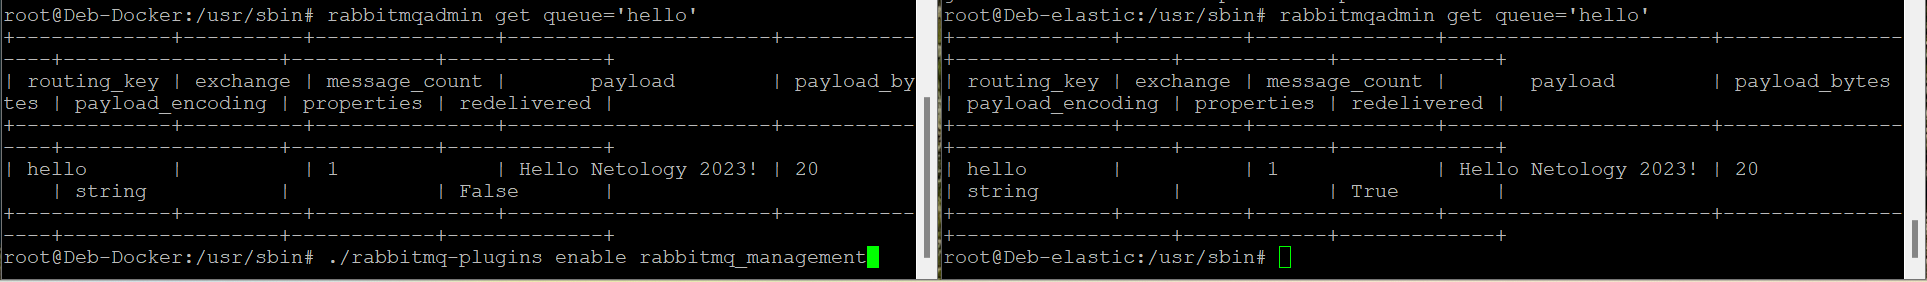 root@Deb-Docker:/usr/sbin# rabbitmqadmin get queue='hello'
+-------------+----------+---------------+----------------------+-----------
----+------------------+------------+-------------+
| routing_key | exchange | message_count |       payload        | payload_by
tes | payload_encoding | properties | redelivered |
+-------------+----------+---------------+----------------------+-----------
----+------------------+------------+-------------+
| hello       |          | 1             | Hello Netology 2023! | 20
    | string           |            | False       |
+-------------+----------+---------------+----------------------+-----------
----+------------------+------------+-------------+
root@Deb-Docker:/usr/sbin# ./rabbitmq-plugins enable rabbitmq_management
root@Deb-elastic:/usr/sbin# rabbitmqadmin get queue='hello'
+-------------+----------+---------------+----------------------+---------------
+------------------+------------+-------------+
| routing_key | exchange | message_count |       payload        | payload_bytes
| payload_encoding | properties | redelivered |
+-------------+----------+---------------+----------------------+---------------
+------------------+------------+-------------+
| hello       |          | 1             | Hello Netology 2023! | 20
| string           |            | True        |
+-------------+----------+---------------+----------------------+---------------
+------------------+------------+-------------+
root@Deb-elastic:/usr/sbin#